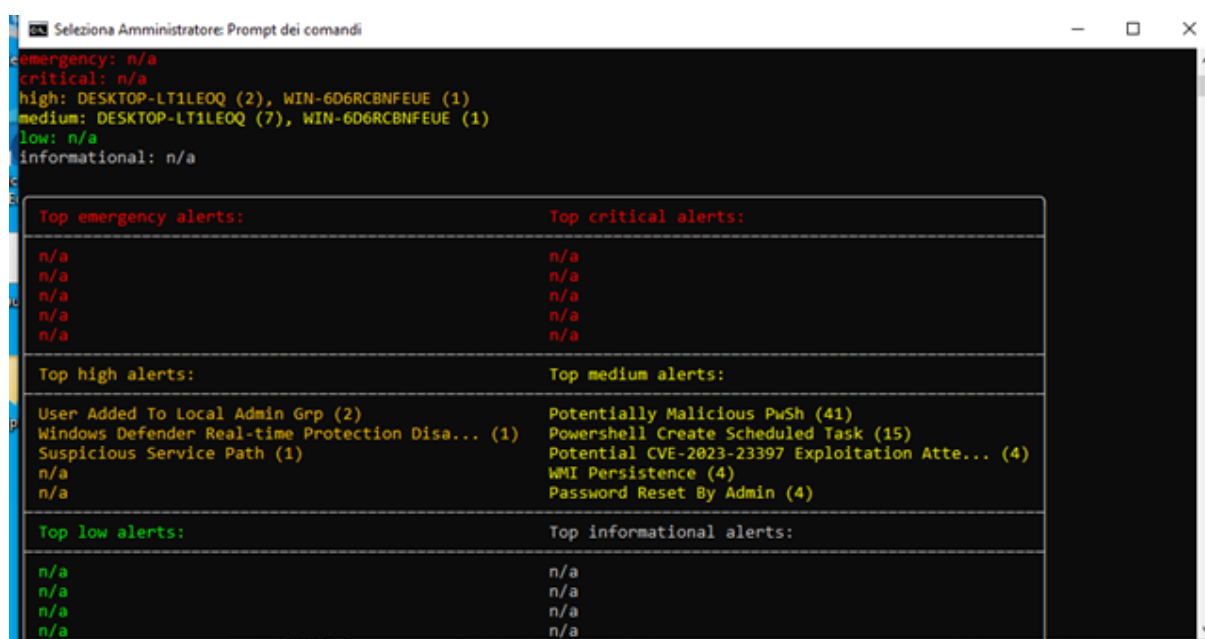 Seleziona Amministratore: Prompt dei comandi
emergency: n/a
critical: n/a
high: DESKTOP-LT1LEOQ (2), WIN-6D6RCBNFEUE (1)
medium: DESKTOP-LT1LEOQ (7), WIN-6D6RCBNFEUE (1)
low: n/a
informational: n/a
Top emergency alerts: Top critical alerts:
n/a n/a
n/a n/a
n/a n/a
n/a n/a
n/a n/a
Top high alerts: Top medium alerts:
User Added To Local Admin Grp (2) Potentially Malicious PwSh (41)
Windows Defender Real-time Protection Disa... (1) Powershell Create Scheduled Task (15)
Suspicious Service Path (1) Potential CVE-2023-23397 Exploitation Atte... (4)
n/a WMI Persistence (4)
n/a Password Reset By Admin (4)
Top low alerts: Top informational alerts:
n/a n/a
n/a n/a
n/a n/a
n/a n/a